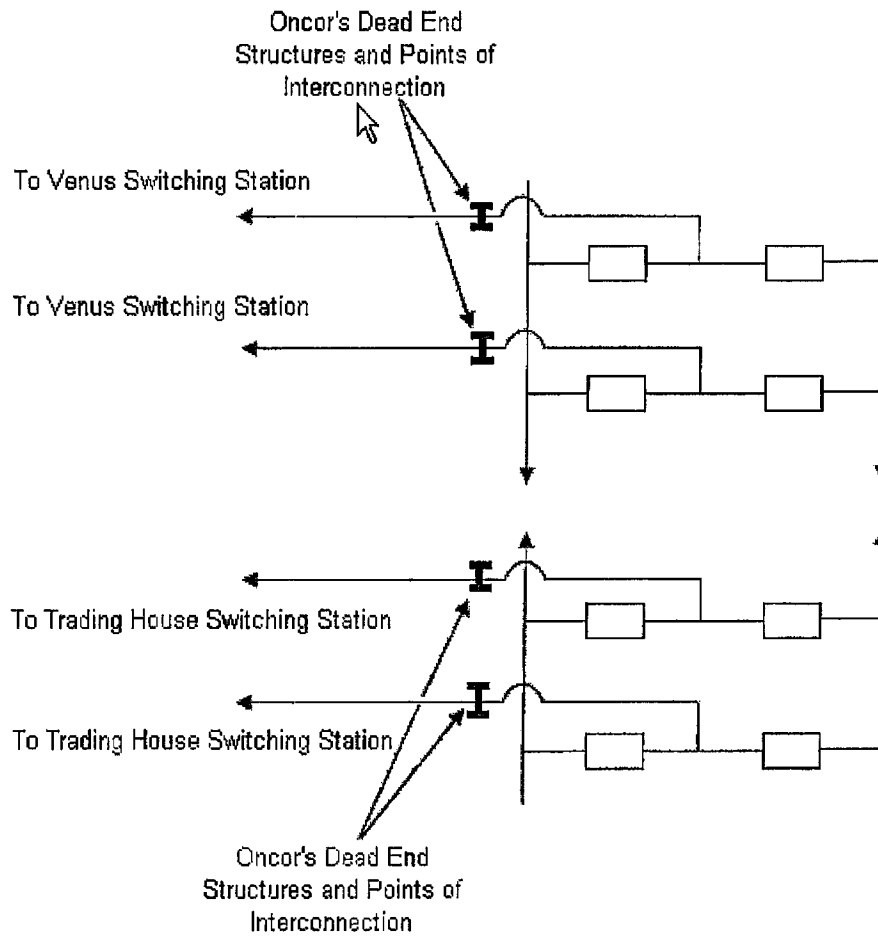 Oncor's Dead End
Structures and Points of
Interconnection
To Venus Switching Station
To Venus Switching Station
To Trading House Switching Station
To Trading House Switching Station
Oncor's Dead End
Structures and Points of
Interconnection